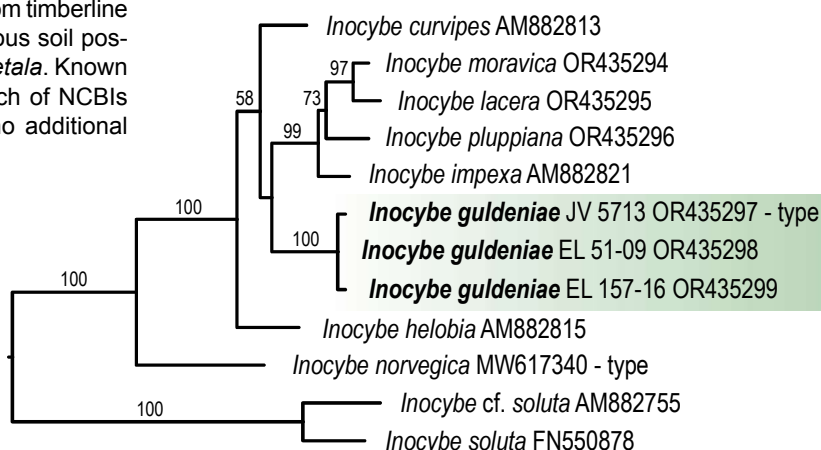 om timberline
ous soil pos-
etala. Known
ch of NCBIs
no additional
Inocybe curvipes AM882813
97
Inocybe moravica OR435294
58
73
Inocybe lacera OR435295
99
Inocybe pluppiana OR435296
Inocybe impexa AM882821
100
Inocybe guldeniae JV 5713 OR435297 - type
100
Inocybe guldeniae EL 51-09 OR435298
100
Inocybe guldeniae EL 157-16 OR435299
Inocybe helobia AM882815
Inocybe norvegica MW617340 - type
100
Inocybe cf. soluta AM882755
Inocybe soluta FN550878